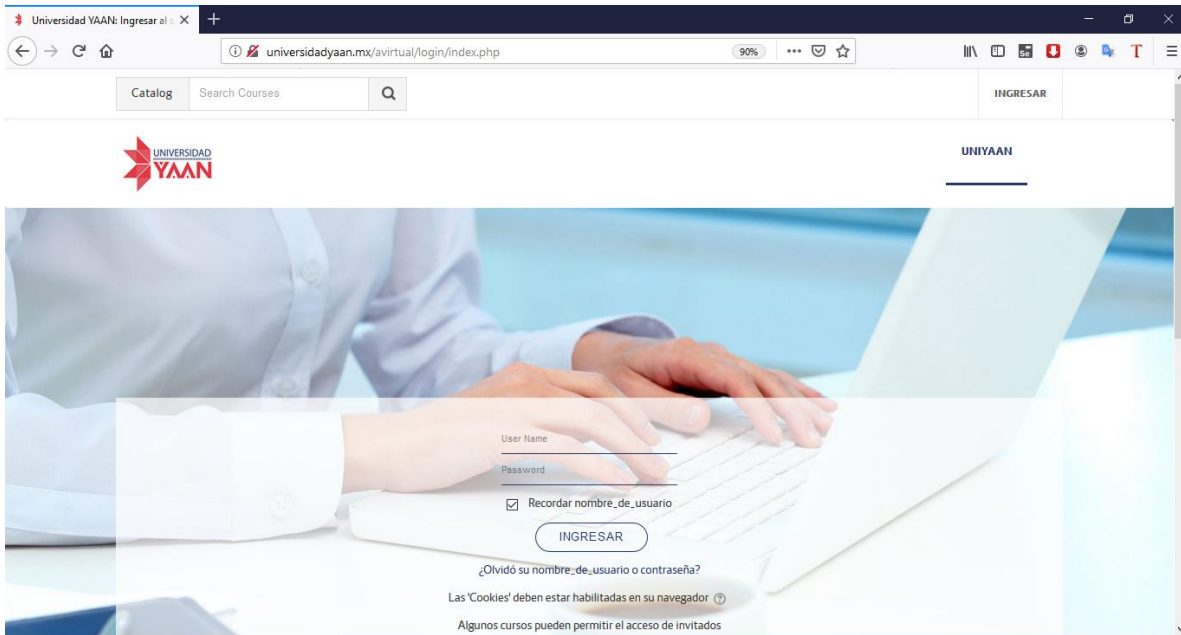 Universidad YAAN: Ingresar al s
universidadyaan.mx/avirtual/login/index.php
90%
Catalog
Search Courses
INGRESAR
UNIVERSIDAD
YAAN
UNIYAAN
User Name
Password
Recordar nombre_de_usuario
INGRESAR
¿Olvidó su nombre_de_usuario o contraseña?
Las 'Cookies' deben estar habilitadas en su navegador
Algunos cursos pueden permitir el acceso de invitados